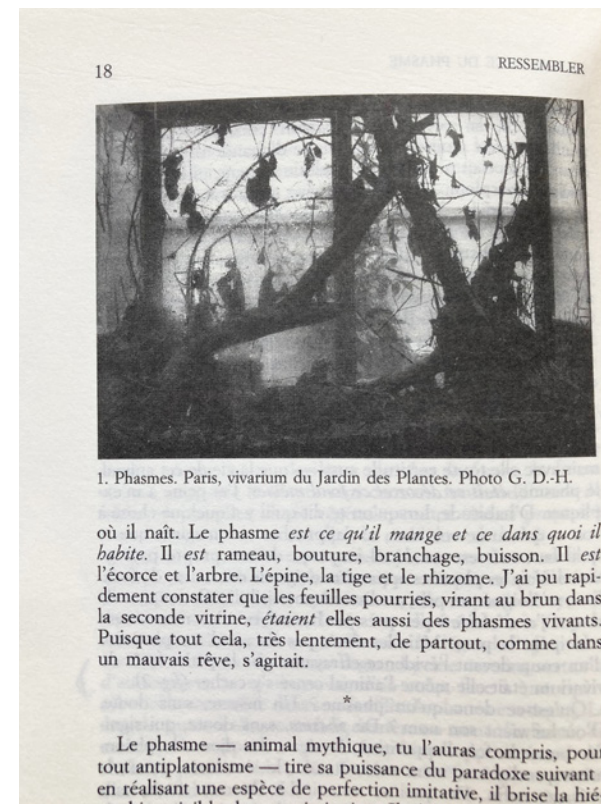 18
RESSEMBLER
1. Phasmes. Paris, vivarium du Jardin des Plantes. Photo G. D.-H.
où il naît. Le phasme est ce qu'il mange et ce dans quoi il
habite. Il est rameau, bouture, branchage, buisson. Il est
l'écorce et l'arbre. L'épine, la tige et le rhizome. J'ai pu rapi-
dement constater que les feuilles pourries, virant au brun dans
la seconde vitrine, étaient elles aussi des phasmes vivants.
Puisque tout cela, très lentement, de partout, comme dans
un mauvais rêve, s'agitait.
*
Le phasme — animal mythique, tu l'auras compris, pour
tout antiplatonisme — tire sa puissance du paradoxe suivant
en réalisant une espèce de perfection imitative, il brise la hié-